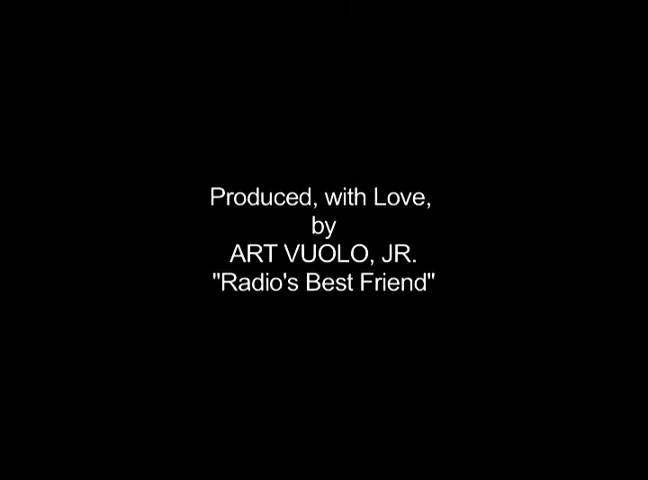 Produced, with Love,
by
ART VUOLO, JR.
"Radio's Best Friend"